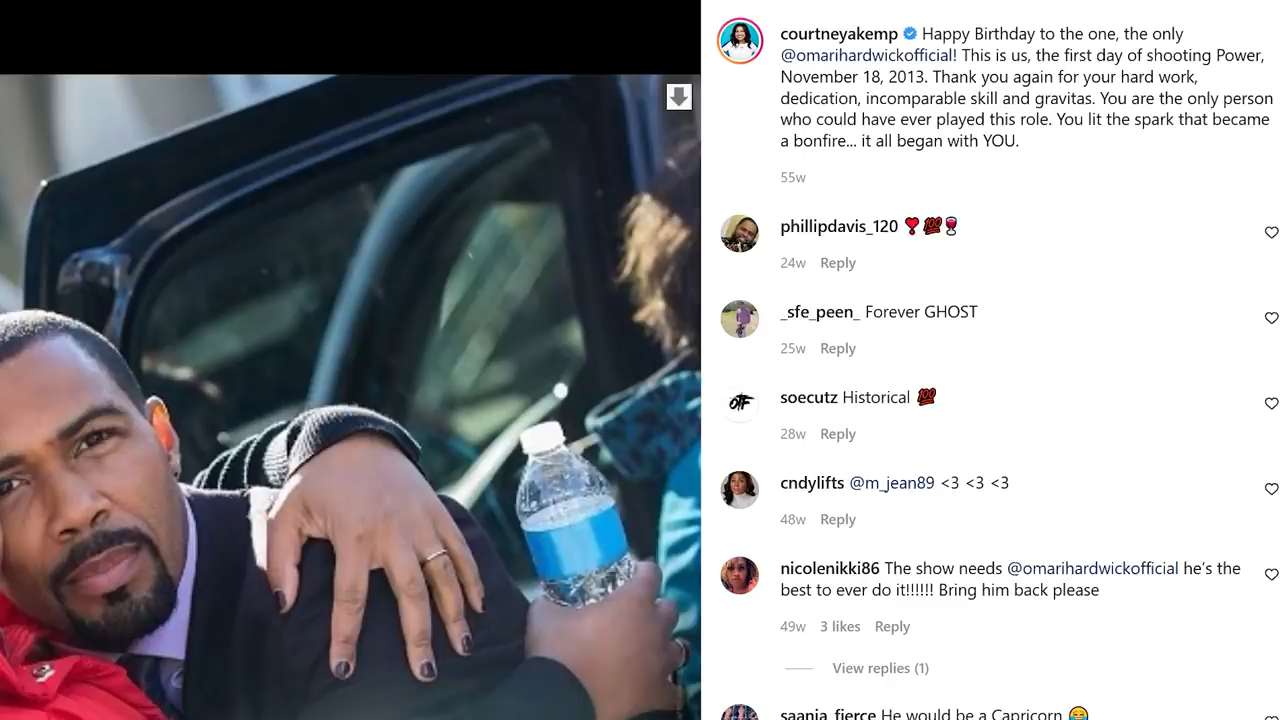 courtneyakemp Happy Birthday to the one, the only
@omarihardwickofficial! This is us, the first day of shooting Power,
November 18, 2013. Thank you again for your hard work,
dedication, incomparable skill and gravitas. You are the only person
who could have ever played this role. You lit the spark that became
a bonfire... it all began with YOU.
55w
phillipdavis_120 ❣️💯🍷
24w Reply
_sfe_peen_ Forever GHOST
25w Reply
OTF
soecutz Historical 💯
28w Reply
cndylifts @m_jean89 <3 <3 <3
48w Reply
nicolenikki86 The show needs @omarihardwickofficial he’s the
best to ever do it!!!!!! Bring him back please
49w 3 likes Reply
View replies (1)
saania_fierce He would be a Capricorn 😂